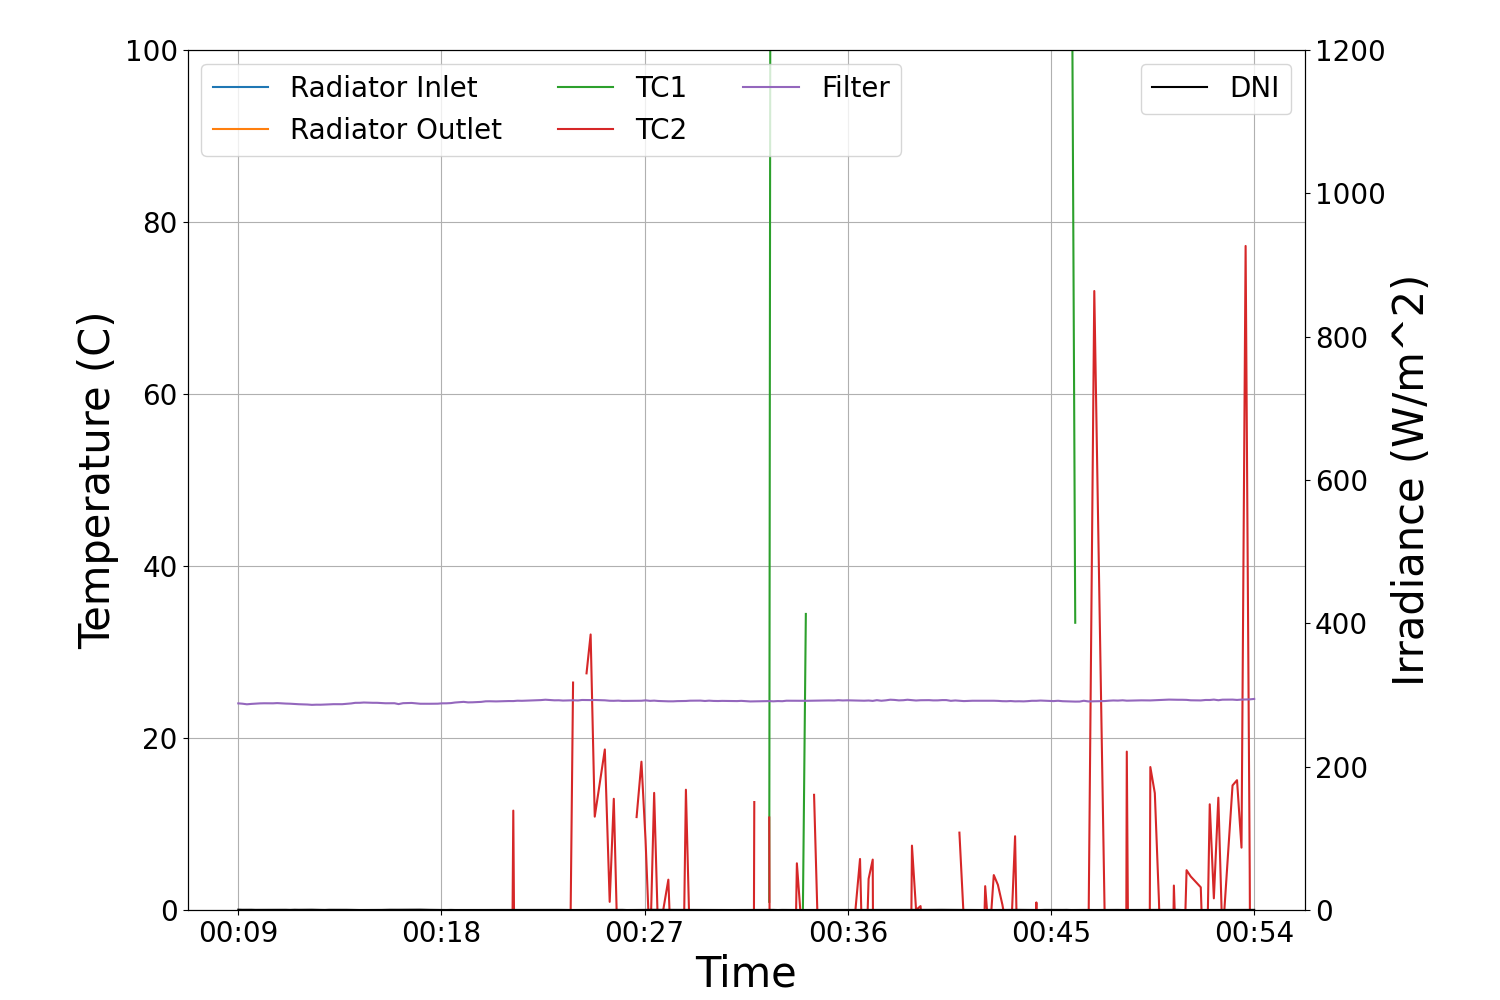 Radiator Inlet
Radiator Outlet
TC1
TC2
Filter
DNI
Temperature (C)
100
80
60
40
20
0
1200
1000
800
600
400
200
0
Irradiance (W/m^2)
00:09 00:18 00:27 00:36 00:45 00:54
Time